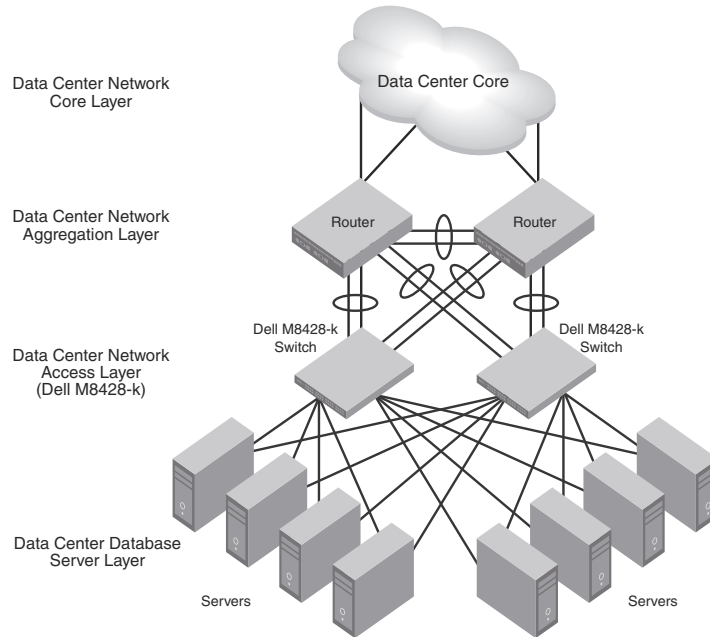 Data Center Network
Core Layer
Data Center Core
Data Center Network
Aggregation Layer
Router
Router
Dell M8428-k
Switch
Dell M8428-k
Switch
Data Center Network
Access Layer
(Dell M8428-k)
Data Center Database
Server Layer
Servers
Servers